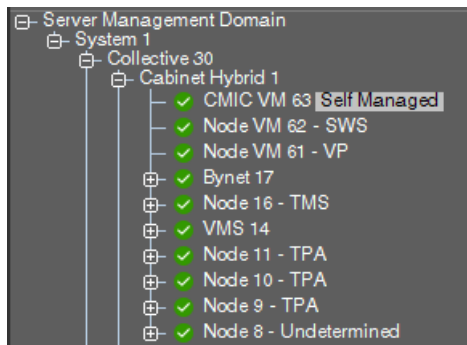 Server Management Domain
System 1
Collective 30
Cabinet Hybrid 1
CMIC VM 63 Self Managed
Node VM 62 - SWS
Node VM 61 - VP
Bynet 17
Node 16 - TMS
VMS 14
Node 11 - TPA
Node 10 - TPA
Node 9 - TPA
Node 8 - Undetermined